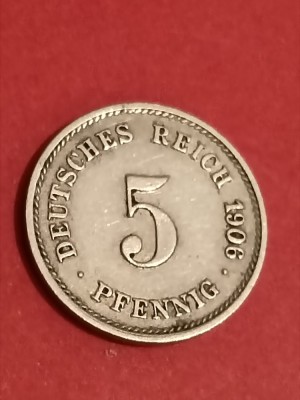 DEUTSCHES REICH 1906
5
· PFENNIG ·